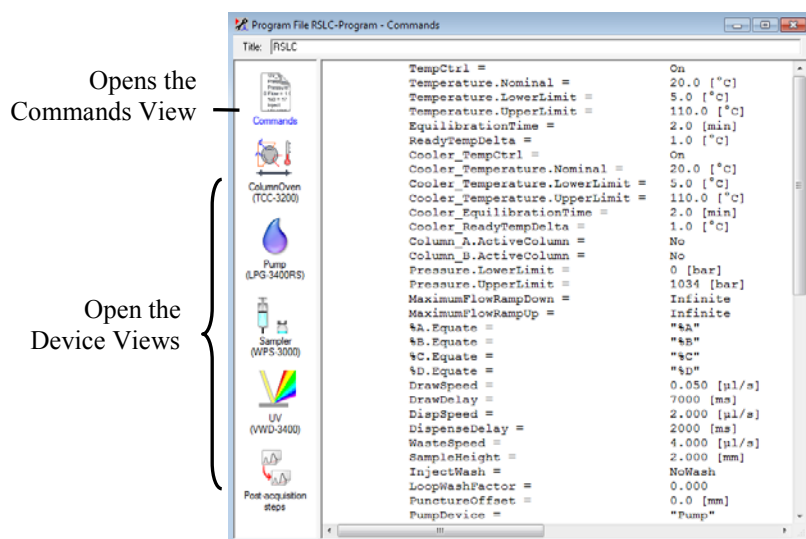 Program File RSLC-Program - Commands
Title: RSLC
Opens the
Commands View
Commands
ColumnOven
(TCC-3200)
Pump
(LPG-3400RS)
Open the
Device Views
Sampler
(WPS-3000)
UV
(VWD-3400)
Post-acquisition
steps
TempCtrl = On
Temperature.Nominal = 20.0 [°C]
Temperature.LowerLimit = 5.0 [°C]
Temperature.UpperLimit = 110.0 [°C]
EquilibrationTime = 2.0 [min]
ReadyTempDelta = 1.0 [°C]
Cooler_TempCtrl = On
Cooler_Temperature.Nominal = 20.0 [°C]
Cooler_Temperature.LowerLimit = 5.0 [°C]
Cooler_Temperature.UpperLimit = 110.0 [°C]
Cooler_EquilibrationTime = 2.0 [min]
Cooler_ReadyTempDelta = 1.0 [°C]
Column_A.ActiveColumn = No
Column_B.ActiveColumn = No
Pressure.LowerLimit = 0 [bar]
Pressure.UpperLimit = 1034 [bar]
MaximumFlowRampDown = Infinite
MaximumFlowRampUp = Infinite
%A.Equate = "%A"
%B.Equate = "%B"
%C.Equate = "%C"
%D.Equate = "%D"
DrawSpeed = 0.050 [µl/s]
DrawDelay = 7000 [ms]
DispSpeed = 2.000 [µl/s]
DispenseDelay = 2000 [ms]
WasteSpeed = 4.000 [µl/s]
SampleHeight = 2.000 [mm]
InjectWash = NoWash
LoopWashFactor = 0.000
PunctureOffset = 0.0 [mm]
PumpDevice = "Pump"